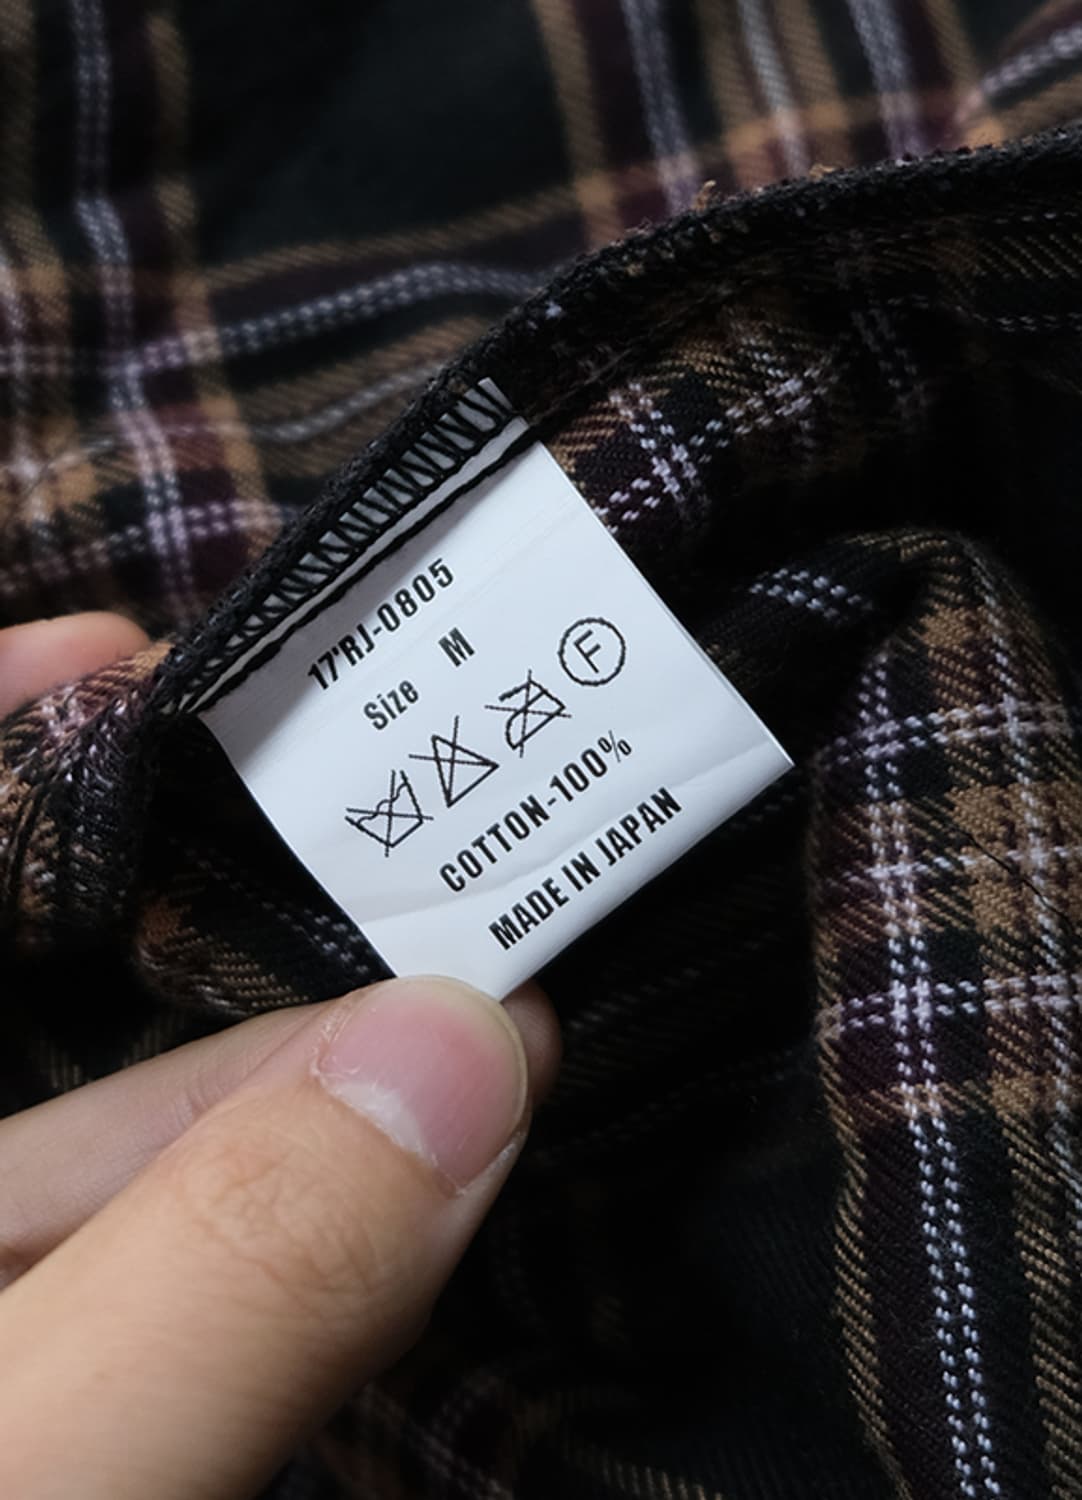 17'RJ-0805
Size M
F
COTTON-100%
MADE IN JAPAN